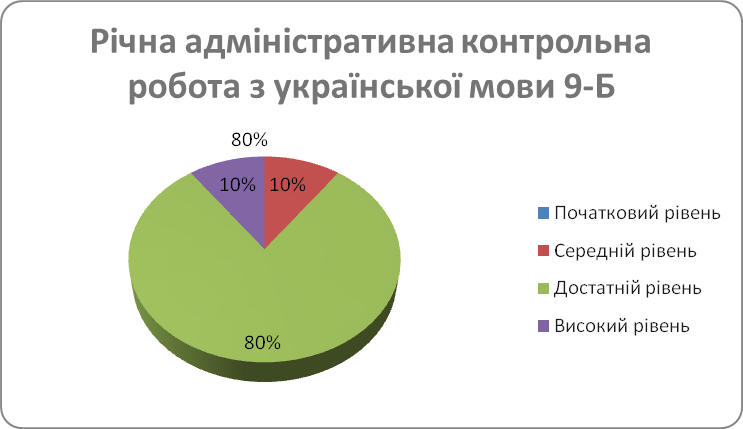 Річна адміністративна контрольна
робота з української мови 9-Б
80%
10%
10%
80%
Початковий рівень
Середній рівень
Достатній рівень
Високий рівень